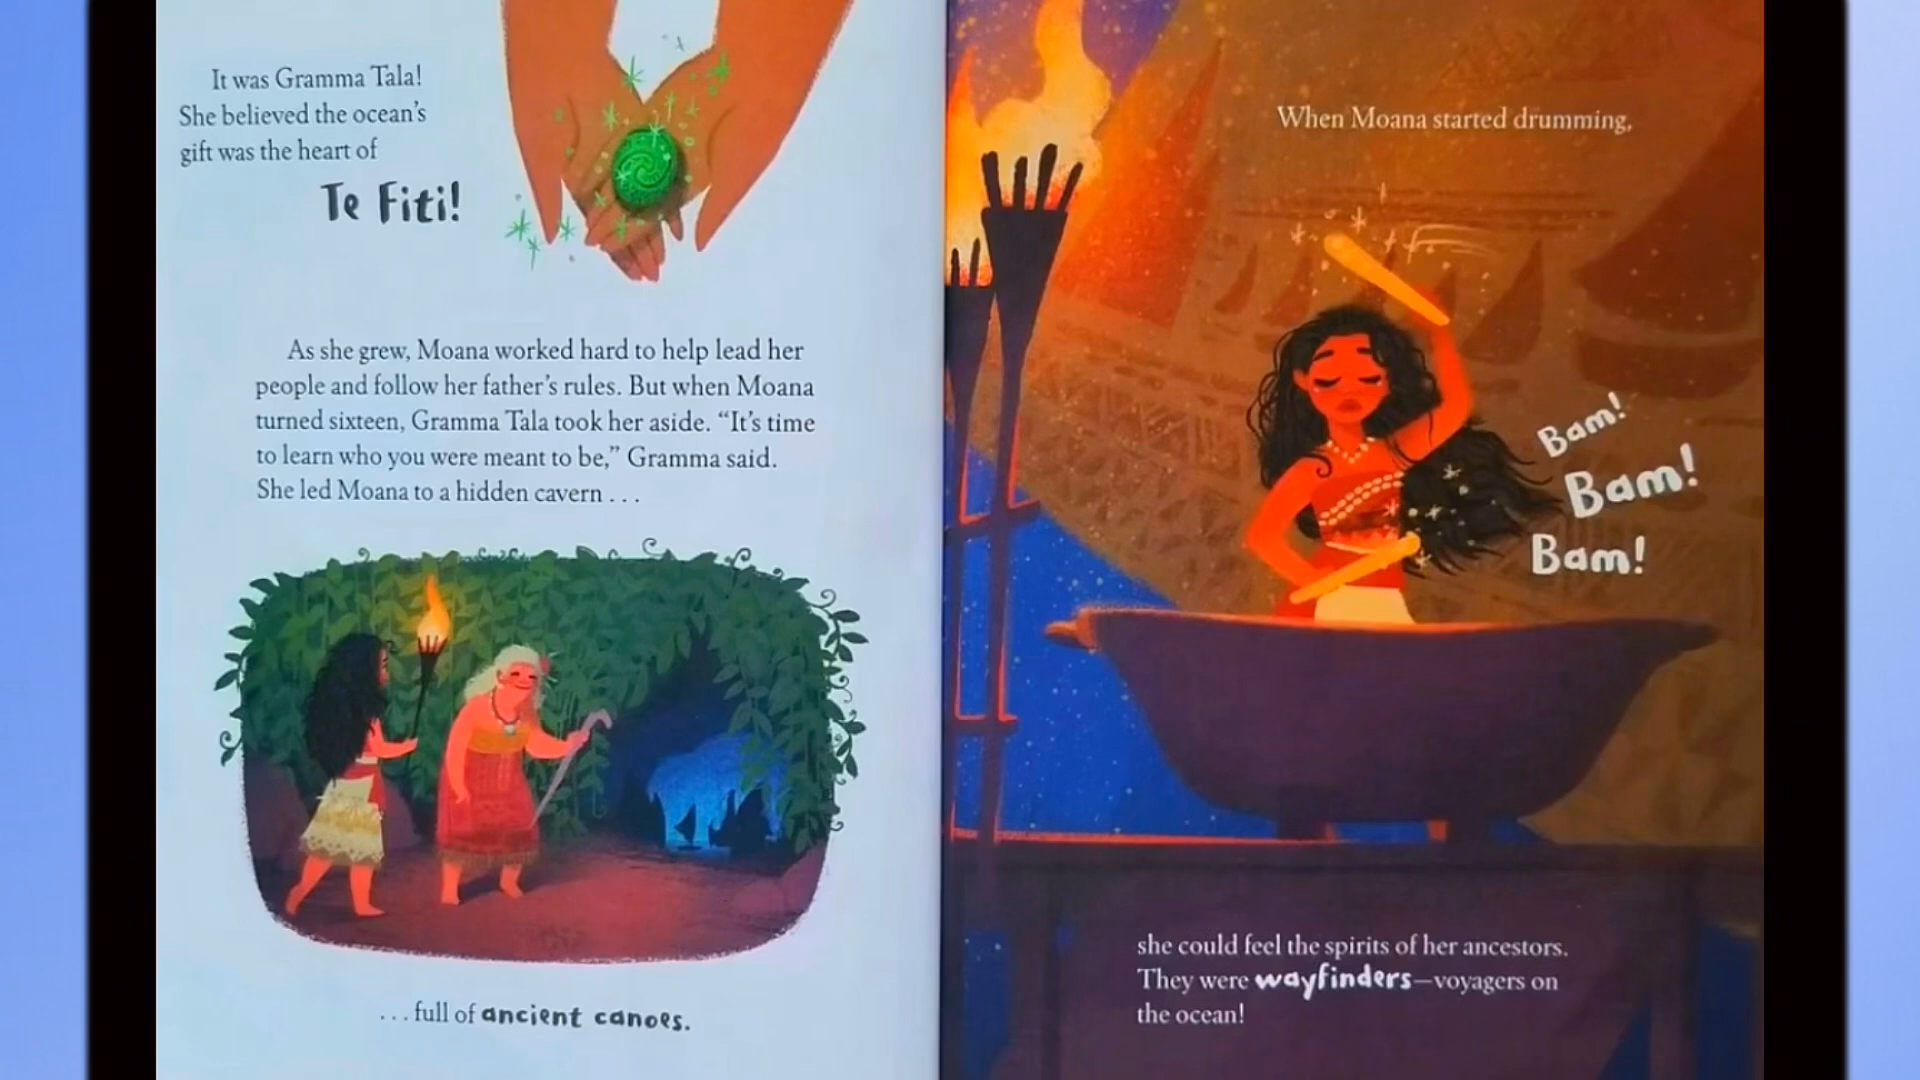 It was Gramma Tala!
She believed the ocean's
gift was the heart of
Te Fiti!
As she grew, Moana worked hard to help lead her
people and follow her father's rules. But when Moana
turned sixteen, Gramma Tala took her aside. “It's time
to learn who you were meant to be,” Gramma said.
She led Moana to a hidden cavern . . .
. . . full of ancient canoes.
When Moana started drumming,
Bam!
Bam!
Bam!
she could feel the spirits of her ancestors.
They were wayfinders—voyagers on
the ocean!